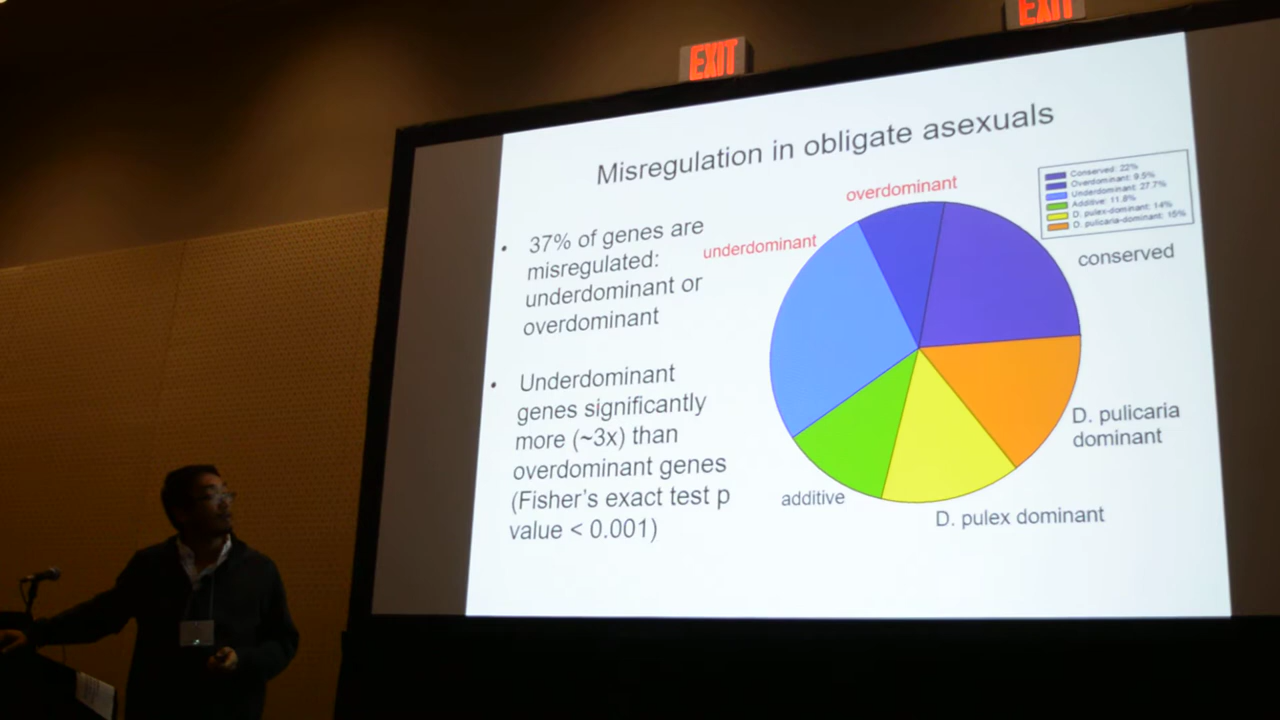 EXIT
EXIT
Misregulation in obligate asexuals
• 37% of genes are
misregulated:
underdominant or
overdominant
• Underdominant
genes significantly
more (~3x) than
overdominant genes
(Fisher's exact test p
value < 0.001)
overdominant
underdominant
conserved
D. pulicaria
dominant
D. pulex dominant
additive
Conserved: 22%
Overdominant: 9.5%
Underdominant: 27.7%
Additive: 11.8%
D. pulex-dominant: 14%
D. pulicaria-dominant: 15%